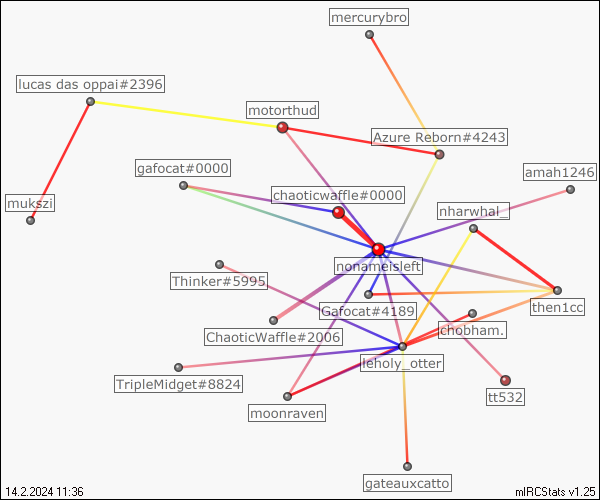 mercurybro
lucas das oppai#2396
motorthud
Azure Reborn#4243
gafocat#0000
amah1246
chaoticwaffle#0000
mukszi
nharwhal_
nonameisleft
Thinker#5995
then1cc
Gafocat#4189
chobham.
ChaoticWaffle#2006
leholy_otter
TripleMidget#8824
tt532
moonraven
gateauxcatto
14.2.2024 11:36
mIRCStats v1.25